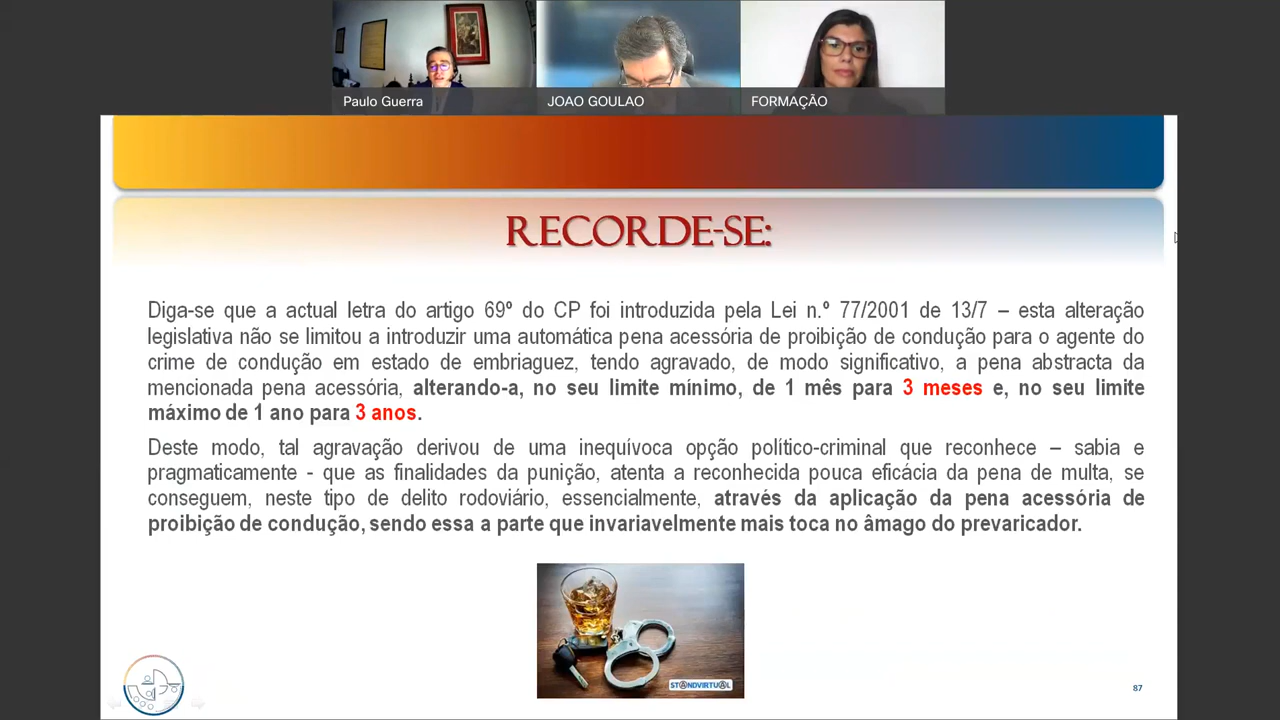 Paulo Guerra
JOAO GOULAO
FORMAÇÃO
RECORDE-SE:
Diga-se que a actual letra do artigo 69º do CP foi introduzida pela Lei n.º 77/2001 de 13/7 – esta alteração
legislativa não se limitou a introduzir uma automática pena acessória de proibição de condução para o agente do
crime de condução em estado de embriaguez, tendo agravado, de modo significativo, a pena abstracta da
mencionada pena acessória, alterando-a, no seu limite mínimo, de 1 mês para 3 meses e, no seu limite
máximo de 1 ano para 3 anos.
Deste modo, tal agravação derivou de uma inequívoca opção político-criminal que reconhece – sabia e
pragmaticamente - que as finalidades da punição, atenta a reconhecida pouca eficácia da pena de multa, se
conseguem, neste tipo de delito rodoviário, essencialmente, através da aplicação da pena acessória de
proibição de condução, sendo essa a parte que invariavelmente mais toca no âmago do prevaricador.
STANDVIRTUAL
87